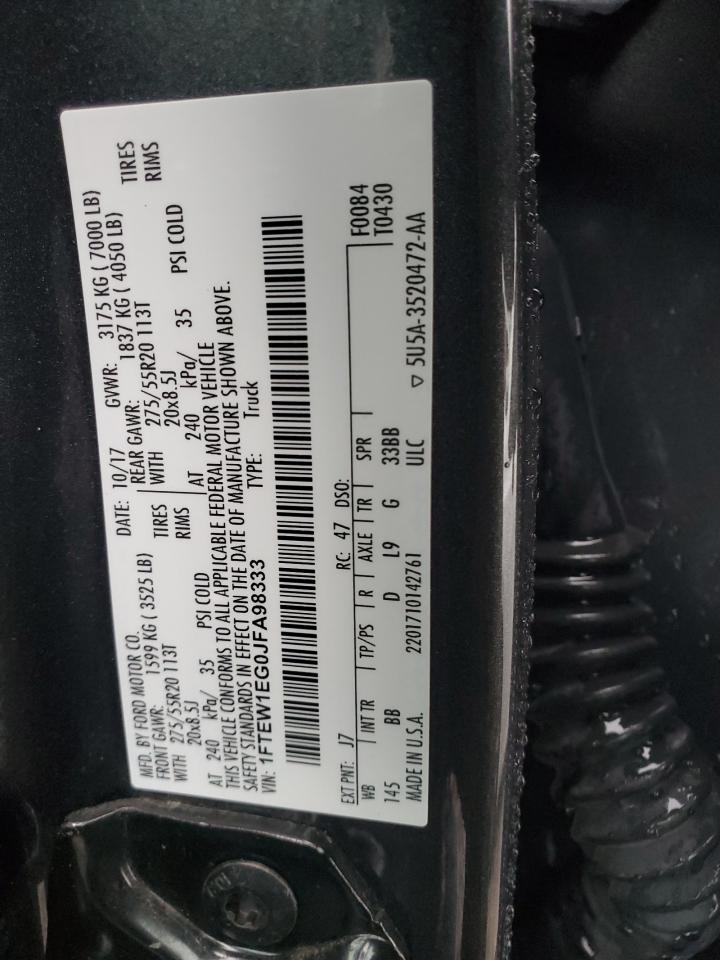 MFD. BY FORD MOTOR CO.
DATE: 10/17 GVWR: 3175 KG ( 7000 LB)
FRONT GAWR: 1599 KG ( 3525 LB) REAR GAWR: 1837 KG ( 4050 LB)
WITH 275/55R20 113T TIRES WITH 275/55R20 113T TIRES
20x8.5J RIMS 20x8.5J RIMS
AT 240 kPa/ 35 PSI COLD AT 240 kPa/ 35 PSI COLD
THIS VEHICLE CONFORMS TO ALL APPLICABLE FEDERAL MOTOR VEHICLE
SAFETY STANDARDS IN EFFECT ON THE DATE OF MANUFACTURE SHOWN ABOVE.
VIN: 1FTEW1EG0JFA98333 TYPE: Truck
EXT PNT: J7 RC: 47 DSO: F0084
WB INT TR TP/PS R AXLE TR SPR T0430
145 BB D L9 G 33BB
MADE IN U.S.A. 2201710142761 ULC ▽ 5U5A-3520472-AA